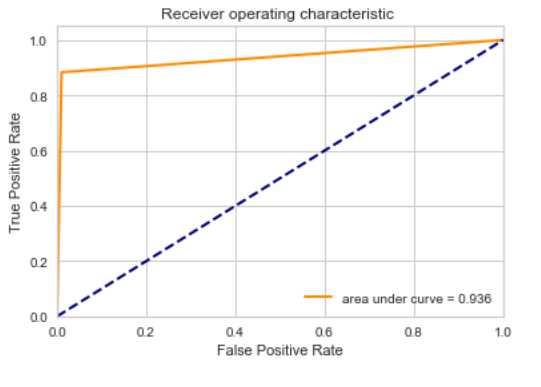 Receiver operating characteristic
1.0
0.8
0.6
0.4
0.2
0.0
True Positive Rate
area under curve = 0.936
0.0 0.2 0.4 0.6 0.8 1.0
False Positive Rate